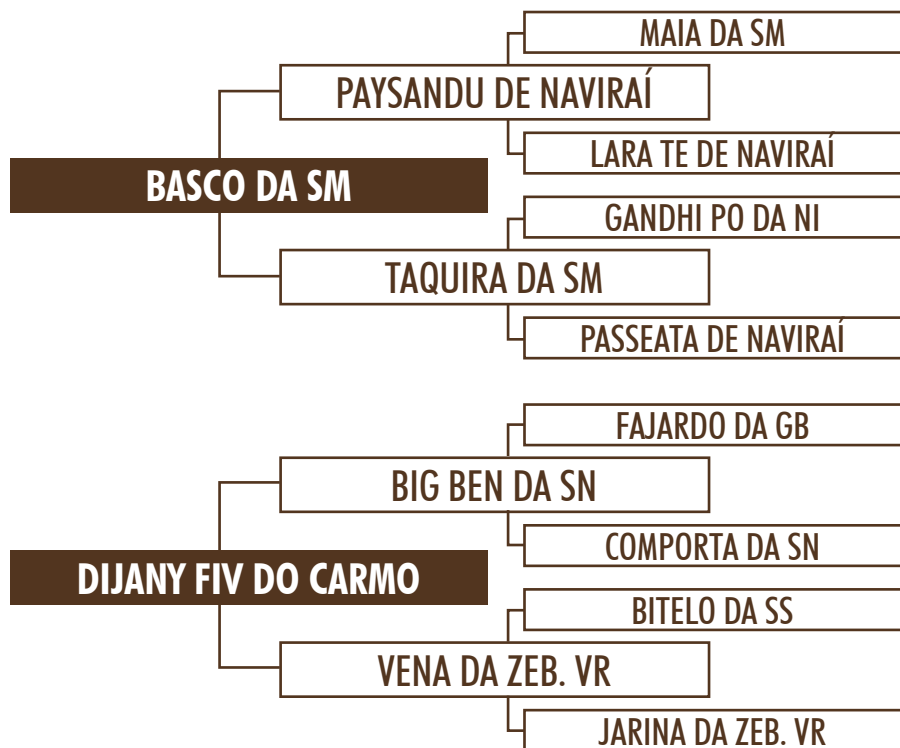 MAIA DA SM
PAYSANDU DE NAVIRAÍ
LARA TE DE NAVIRAÍ
BASCO DA SM
GANDHI PO DA NI
TAQUIRA DA SM
PASSEATA DE NAVIRAÍ
FAJARDO DA GB
BIG BEN DA SN
COMPORTA DA SN
DIJANY FIV DO CARMO
BITELO DA SS
VENA DA ZEB. VR
JARINA DA ZEB. VR